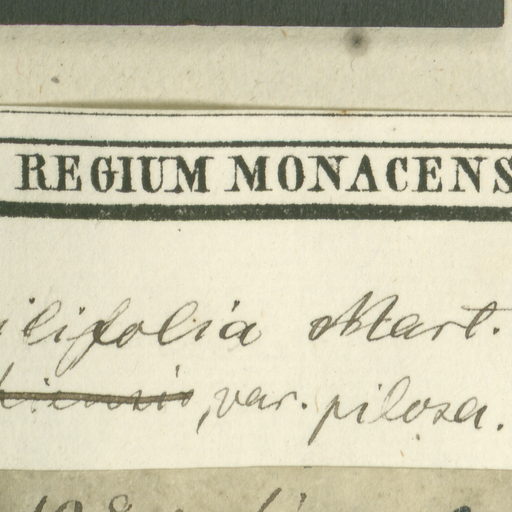 REGIUM MONACENS
ilifolia Mart.
, var. pilosa.